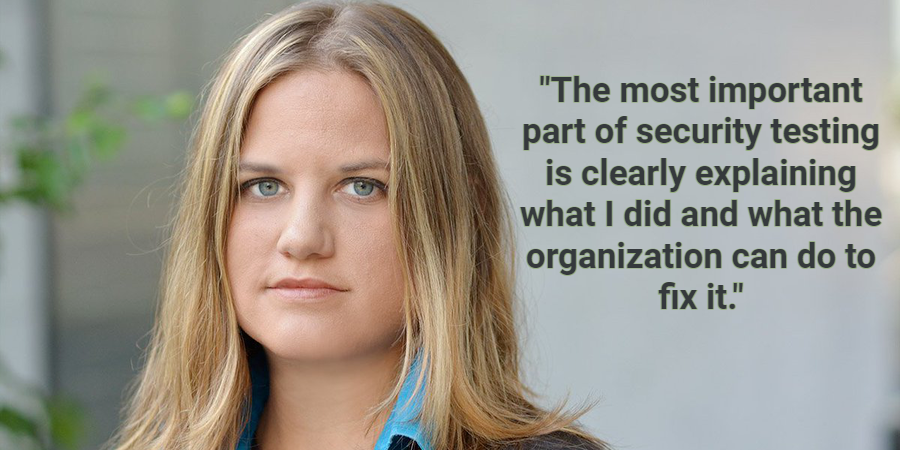 "The most important
part of security testing
is clearly explaining
what I did and what the
organization can do to
fix it."